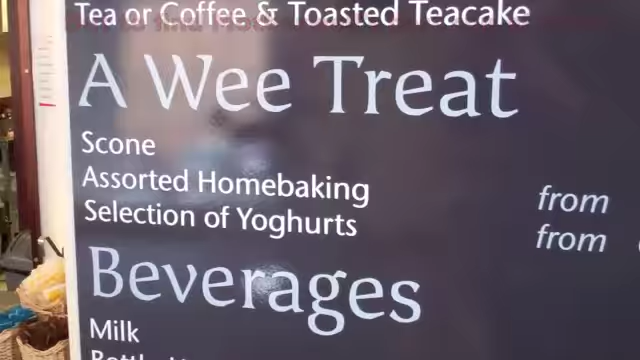 Tea or Coffee & Toasted Teacake
A Wee Treat
Scone
Assorted Homebaking from
Selection of Yoghurts from
Beverages
Milk